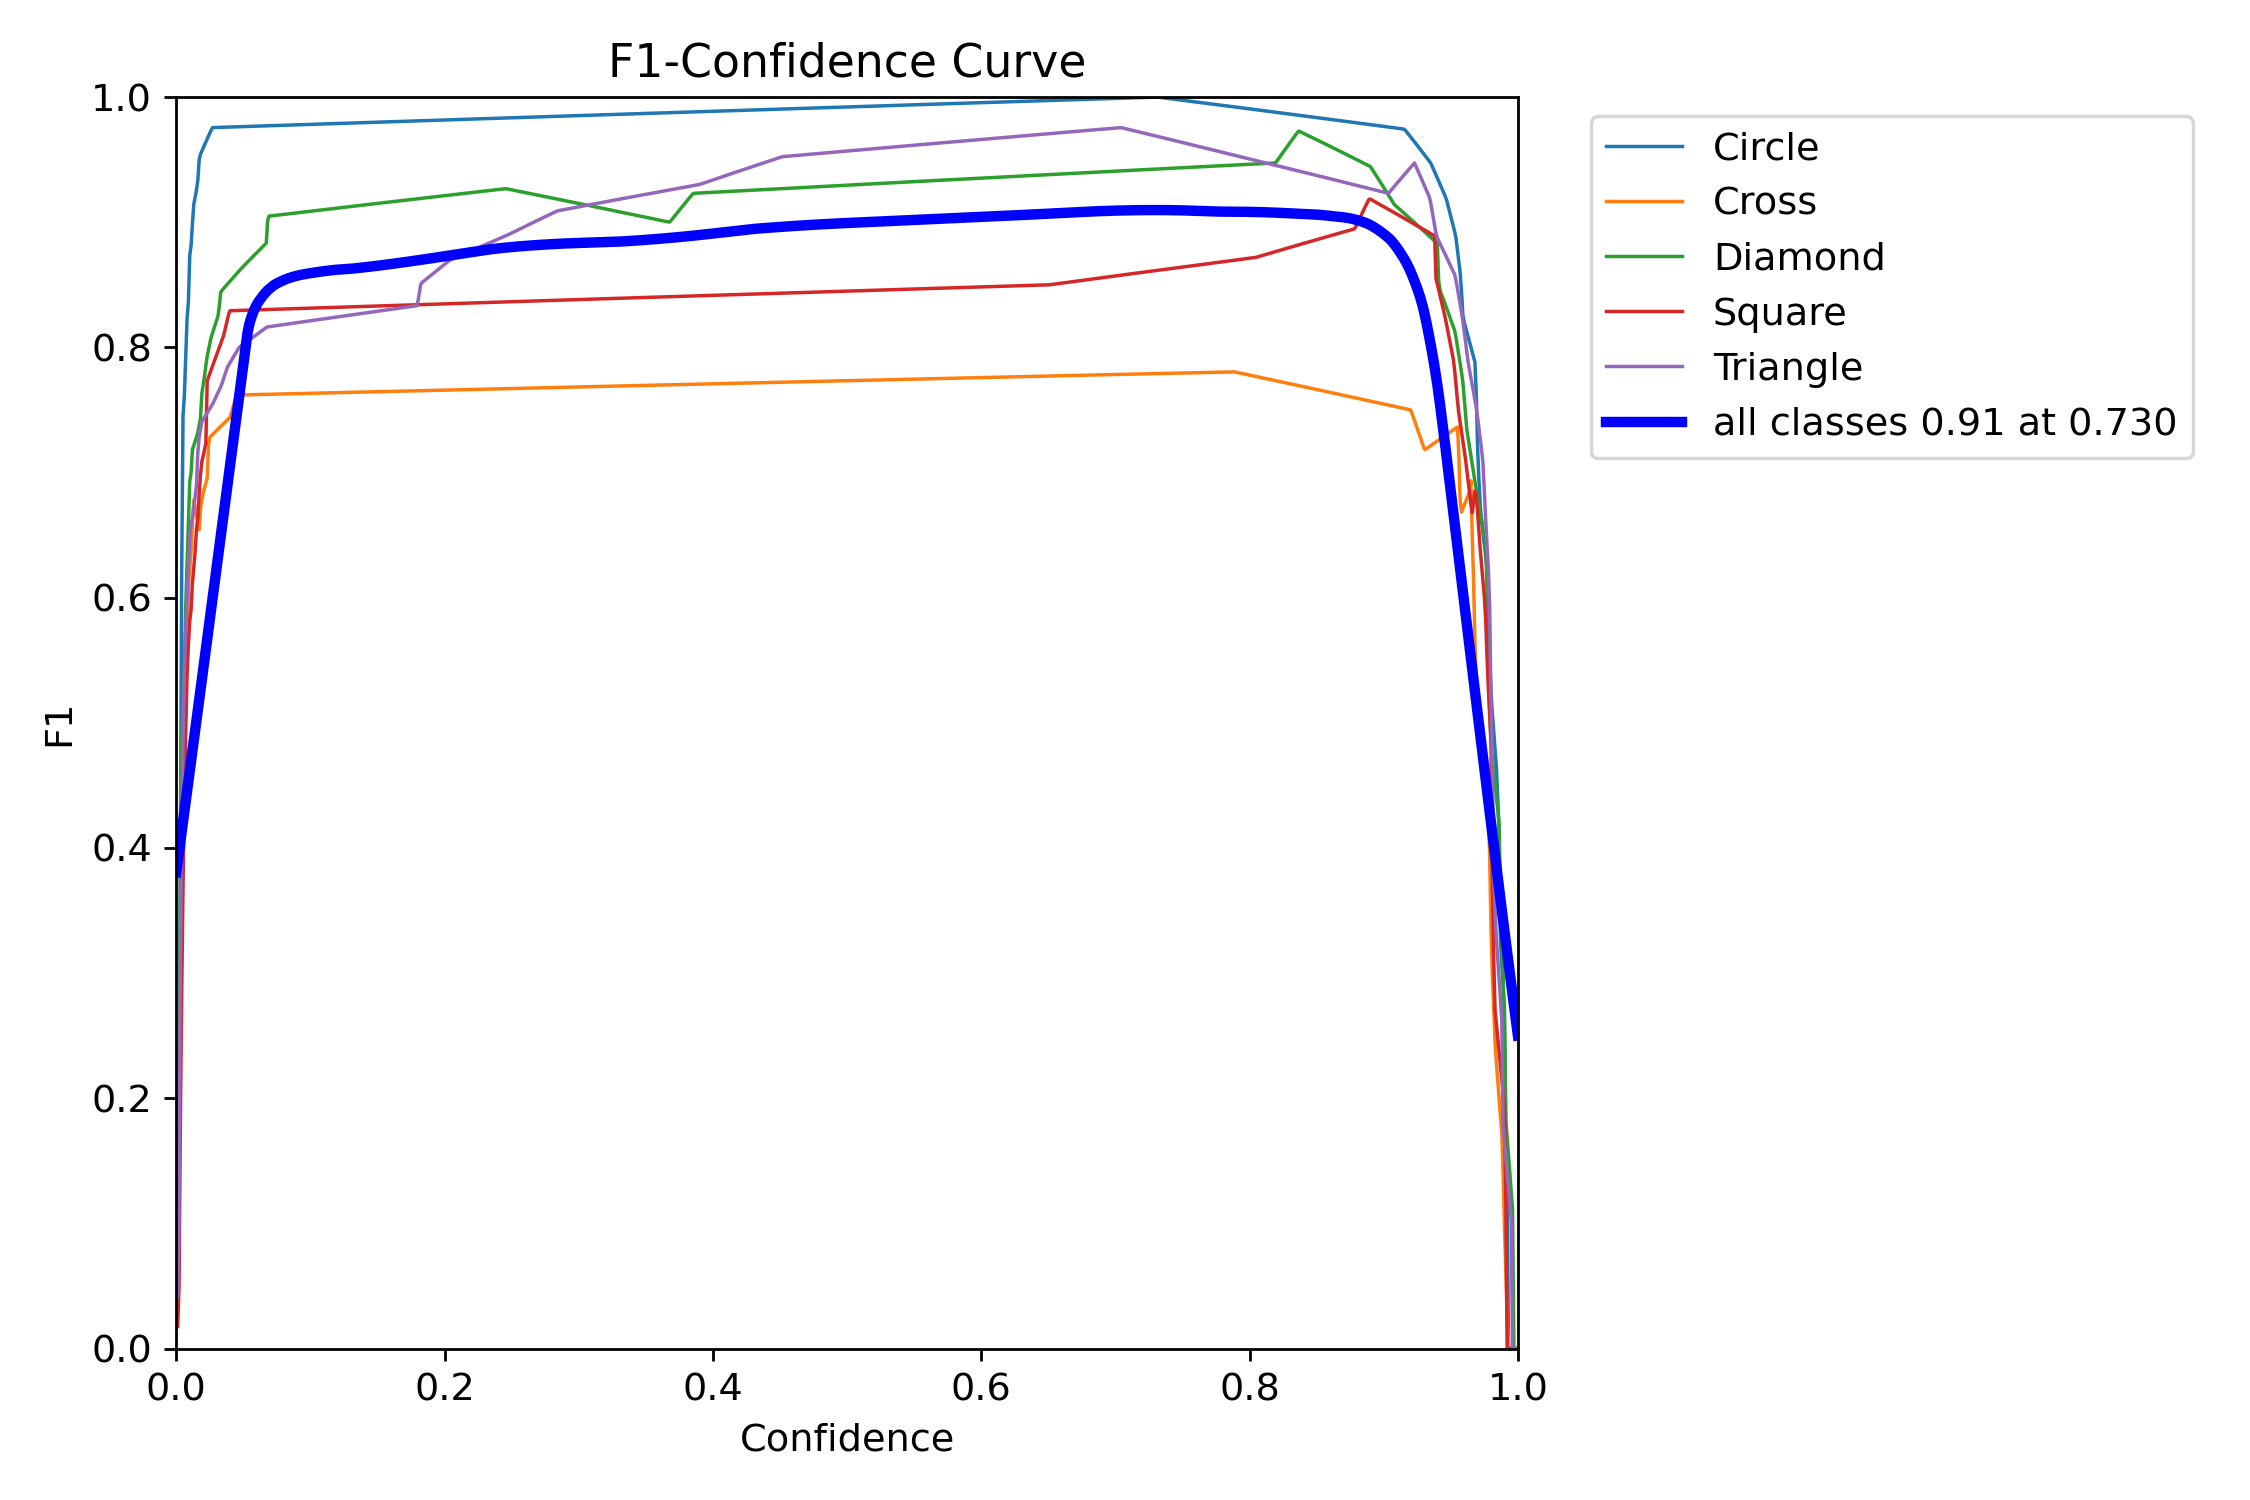 F1-Confidence Curve
1.0
0.8
0.6
0.4
0.2
0.0
F1
0.0 0.2 0.4 0.6 0.8 1.0
Confidence
Circle
Cross
Diamond
Square
Triangle
all classes 0.91 at 0.730